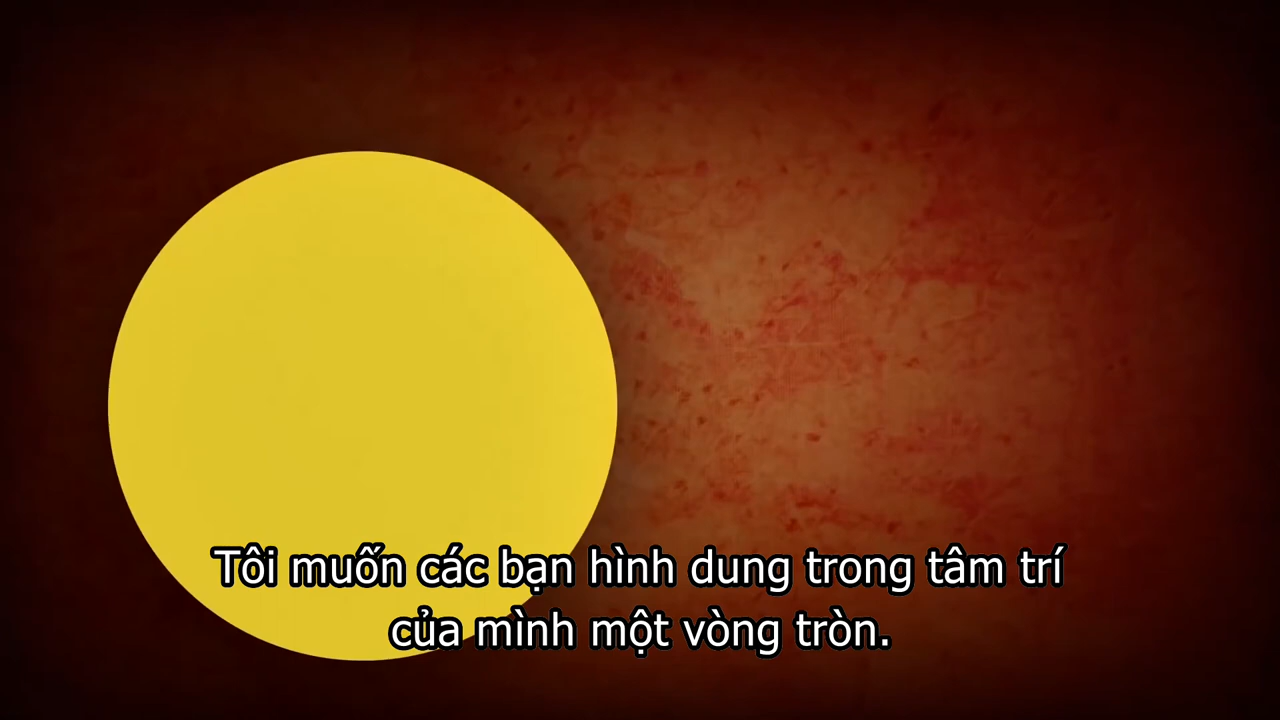 Tôi muốn các bạn hình dung trong tâm trí
của mình một vòng tròn.